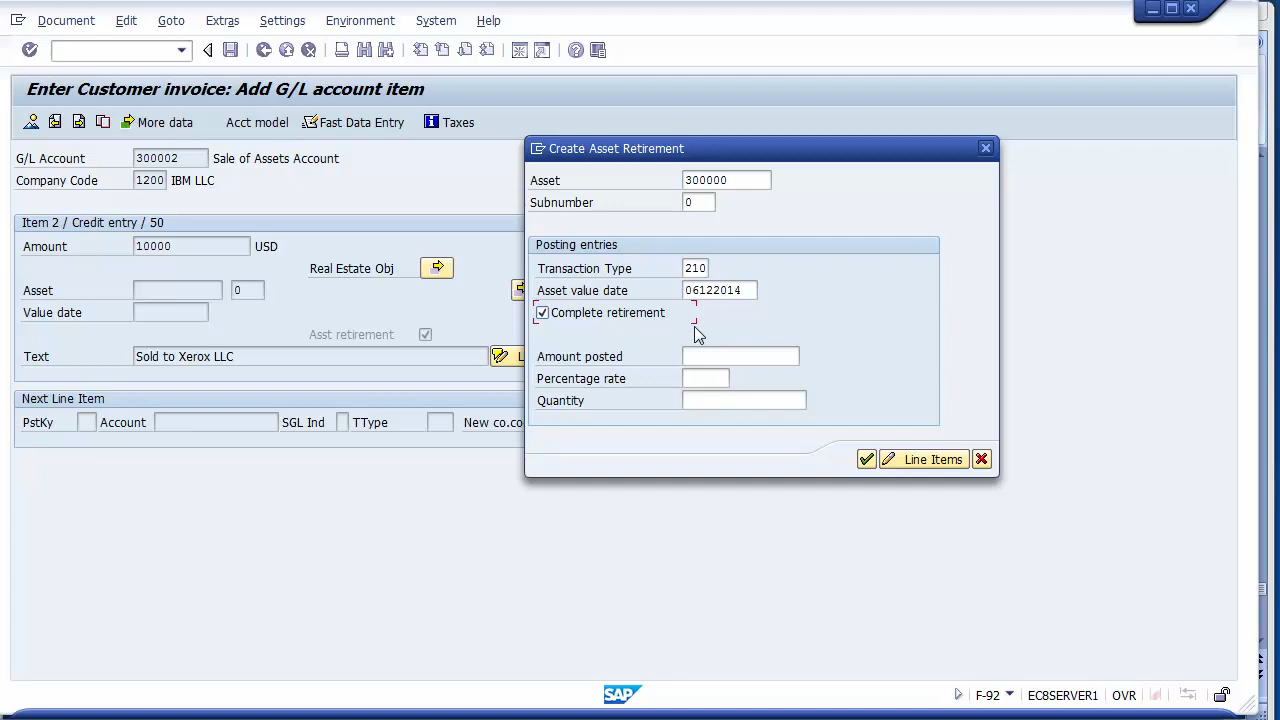 Document Edit Goto Extras Settings Environment System Help
Enter Customer invoice: Add G/L account item
More data Acct model Fast Data Entry Taxes
G/L Account 300002 Sale of Assets Account
Company Code 1200 IBM LLC
Item 2 / Credit entry / 50
Amount 10000 USD
Real Estate Obj
Asset 0
Value date
Asst retirement
Text Sold to Xerox LLC L
Next Line Item
PstKy Account SGL Ind TType New co.co
Create Asset Retirement
Asset 300000
Subnumber 0
Posting entries
Transaction Type 210
Asset value date 06122014
Complete retirement
Amount posted
Percentage rate
Quantity
Line Items
SAP F-92 EC8SERVER1 OVR